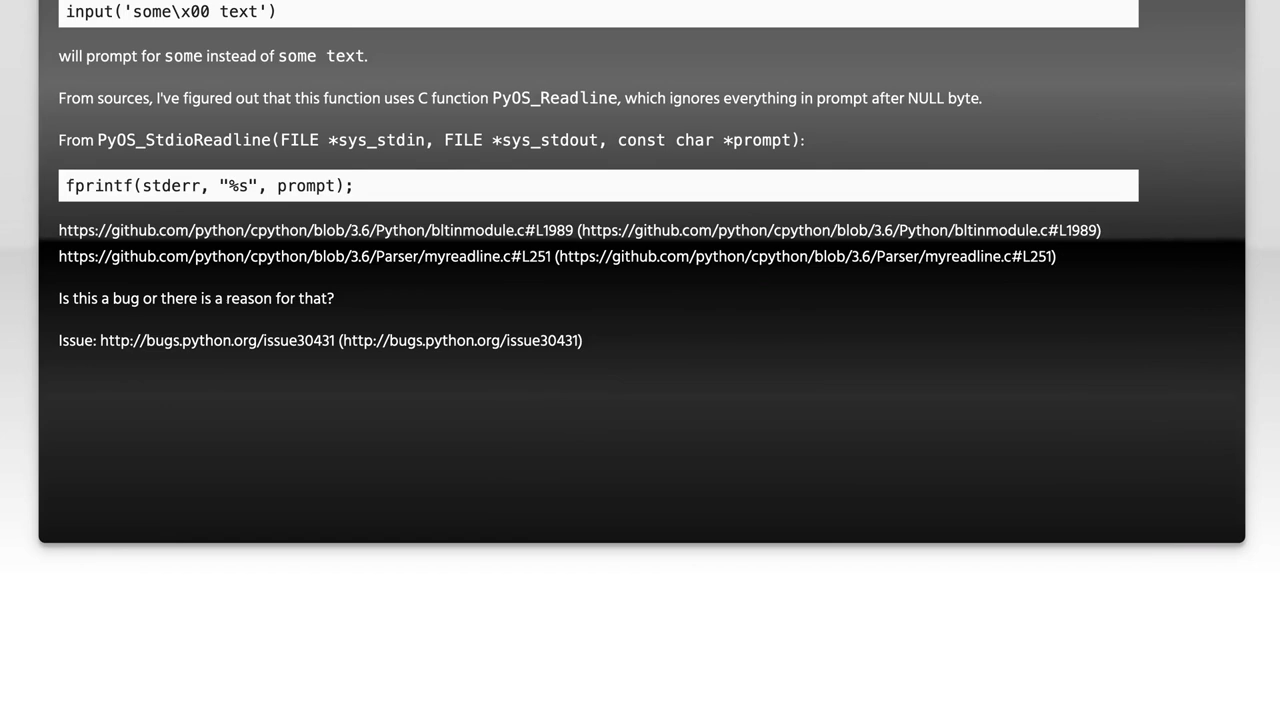 input('some\x00 text')
will prompt for some instead of some text.
From sources, I've figured out that this function uses C function PyOS_Readline, which ignores everything in prompt after NULL byte.
From PyOS_StdioReadline(FILE *sys_stdin, FILE *sys_stdout, const char *prompt):
fprintf(stderr, "%s", prompt);
https://github.com/python/cpython/blob/3.6/Python/bltinmodule.c#L1989 (https://github.com/python/cpython/blob/3.6/Python/bltinmodule.c#L1989)
https://github.com/python/cpython/blob/3.6/Parser/myreadline.c#L251 (https://github.com/python/cpython/blob/3.6/Parser/myreadline.c#L251)
Is this a bug or there is a reason for that?
Issue: http://bugs.python.org/issue30431 (http://bugs.python.org/issue30431)